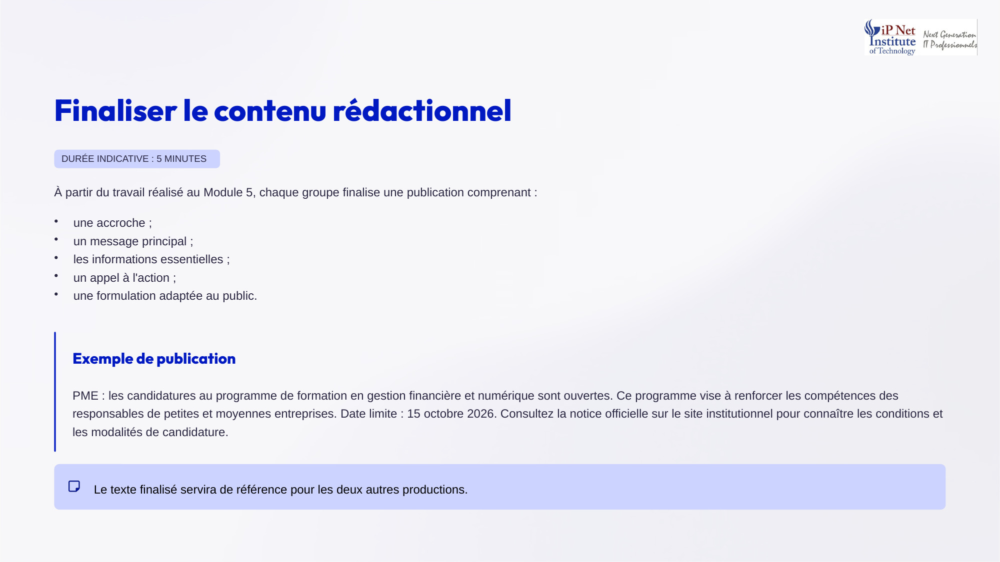 iP Net
Institute
of Technology
Next Generation
IT Professionnels
Finaliser le contenu rédactionnel
DURÉE INDICATIVE : 5 MINUTES
À partir du travail réalisé au Module 5, chaque groupe finalise une publication comprenant :
• une accroche ;
• un message principal ;
• les informations essentielles ;
• un appel à l'action ;
• une formulation adaptée au public.
Exemple de publication
PME : les candidatures au programme de formation en gestion financière et numérique sont ouvertes. Ce programme vise à renforcer les compétences des
responsables de petites et moyennes entreprises. Date limite : 15 octobre 2026. Consultez la notice officielle sur le site institutionnel pour connaître les conditions et
les modalités de candidature.
Le texte finalisé servira de référence pour les deux autres productions.